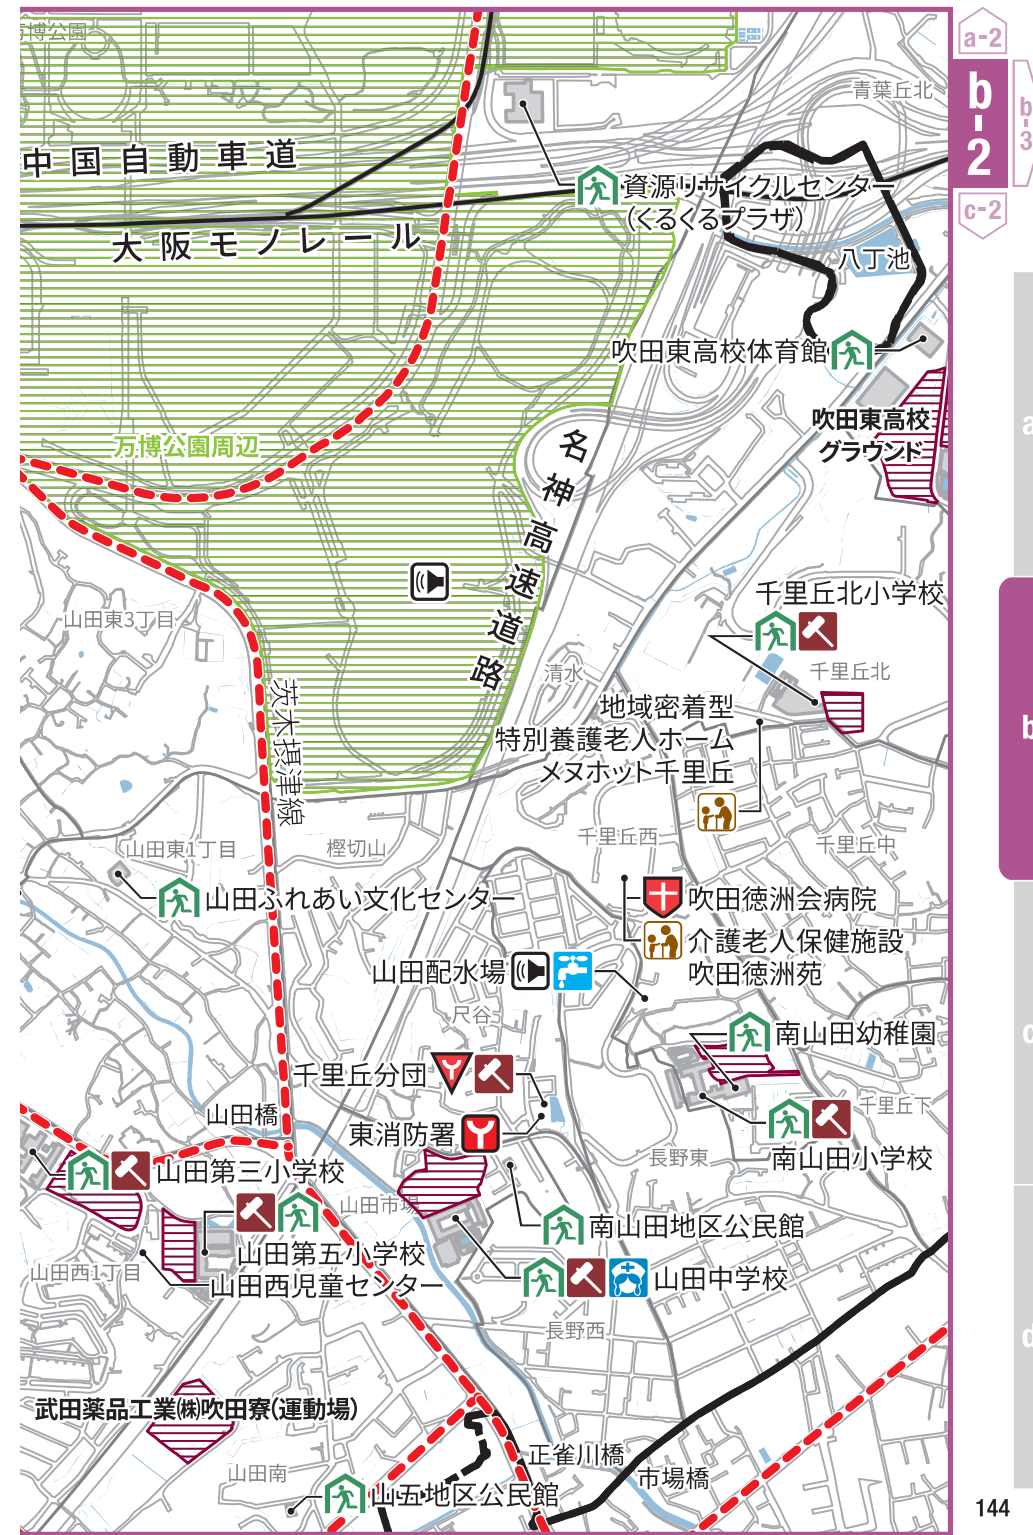 万博公園
a-2
b-2
b-3
c-2
青葉丘北
中国自動車道
資源リサイクルセンター
(くるくるプラザ)
大阪モノレール
八丁池
吹田東高校体育館
吹田東高校
グラウンド
万博公園周辺
名神高速道路
千里丘北小学校
山田東3丁目
清水
千里丘北
茨木摂津線
地域密着型
特別養護老人ホーム
メヌホット千里丘
千里丘西
千里丘中
山田東1丁目
樫切山
山田ふれあい文化センター
吹田徳洲会病院
介護老人保健施設
吹田徳洲苑
山田配水場
尺谷
南山田幼稚園
千里丘分団
千里丘下
山田橋
東消防署
長野東
南山田小学校
山田第三小学校
山田市場
南山田地区公民館
山田第五小学校
山田西1丁目
山田西児童センター
山田中学校
長野西
武田薬品工業㈱吹田寮(運動場)
正雀川橋
山田南
市場橋
山五地区公民館
a
b
d
144